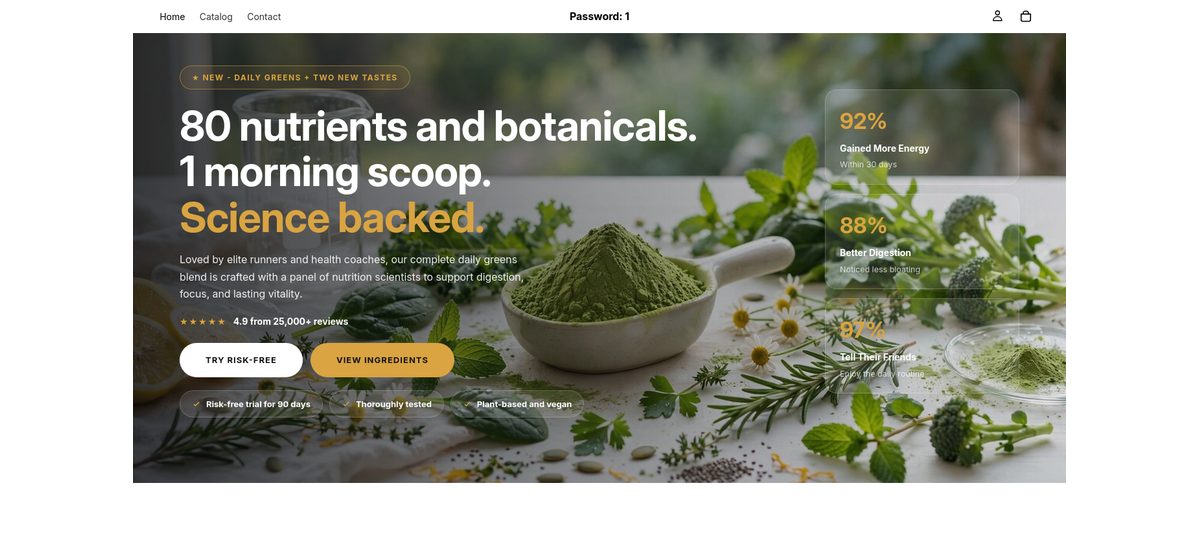 Home Catalog Contact
Password: 1
★ NEW - DAILY GREENS + TWO NEW TASTES
80 nutrients and botanicals.
1 morning scoop.
Science backed.
Loved by elite runners and health coaches, our complete daily greens
blend is crafted with a panel of nutrition scientists to support digestion,
focus, and lasting vitality.
★★★★★ 4.9 from 25,000+ reviews
TRY RISK-FREE
VIEW INGREDIENTS
✓ Risk-free trial for 90 days
✓ Thoroughly tested
✓ Plant-based and vegan
92%
Gained More Energy
Within 30 days
88%
Better Digestion
Noticed less bloating
97%
Tell Their Friends
Enjoy the daily routine